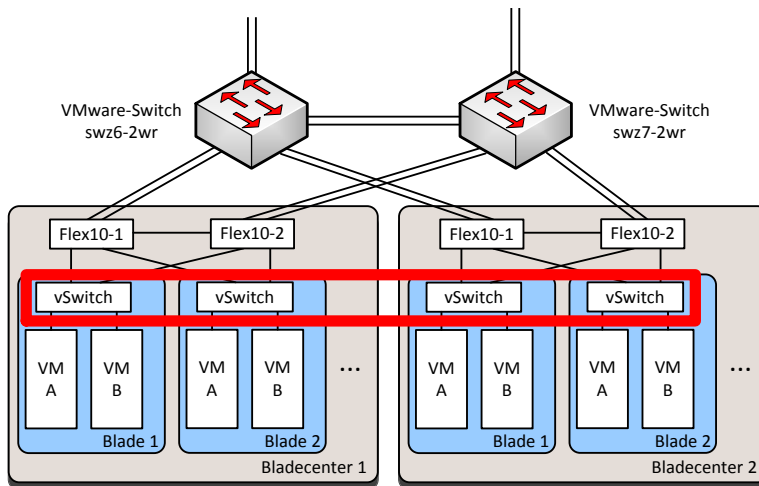 VMware-Switch
swz6-2wr
VMware-Switch
swz7-2wr
Flex10-1
Flex10-2
Flex10-1
Flex10-2
vSwitch
vSwitch
vSwitch
vSwitch
VM
A
VM
B
VM
A
VM
B
...
VM
A
VM
B
VM
A
VM
B
...
Blade 1
Blade 2
Blade 1
Blade 2
Bladecenter 1
Bladecenter 2